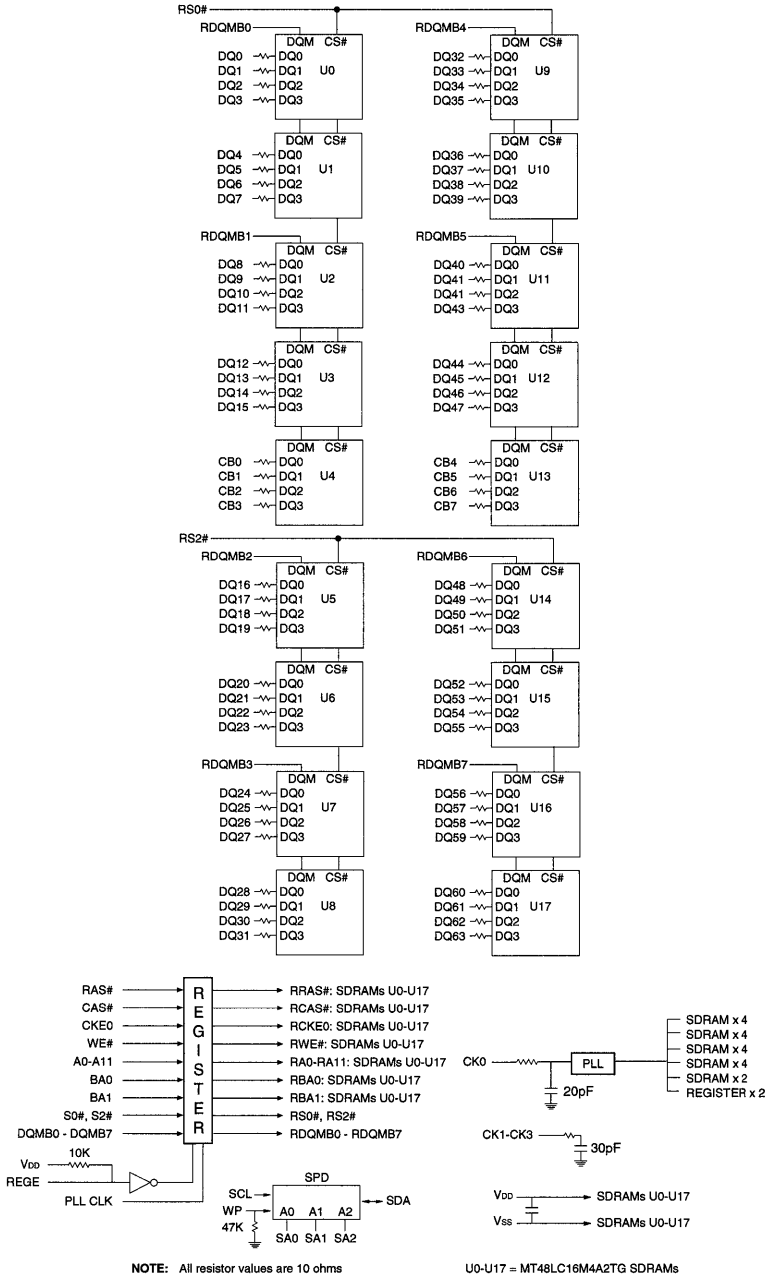 RS0#
RDQMB0
DQM CS#
DQ0 DQ0
DQ1 DQ1 U0
DQ2 DQ2
DQ3 DQ3
DQM CS#
DQ4 DQ0
DQ5 DQ1 U1
DQ6 DQ2
DQ7 DQ3
RDQMB1
DQM CS#
DQ8 DQ0
DQ9 DQ1 U2
DQ10 DQ2
DQ11 DQ3
DQM CS#
DQ12 DQ0
DQ13 DQ1 U3
DQ14 DQ2
DQ15 DQ3
DQM CS#
CB0 DQ0
CB1 DQ1 U4
CB2 DQ2
CB3 DQ3
RDQMB4
DQM CS#
DQ32 DQ0
DQ33 DQ1 U9
DQ34 DQ2
DQ35 DQ3
DQM CS#
DQ36 DQ0
DQ37 DQ1 U10
DQ38 DQ2
DQ39 DQ3
RDQMB5
DQM CS#
DQ40 DQ0
DQ41 DQ1 U11
DQ41 DQ2
DQ43 DQ3
DQM CS#
DQ44 DQ0
DQ45 DQ1 U12
DQ46 DQ2
DQ47 DQ3
DQM CS#
CB4 DQ0
CB5 DQ1 U13
CB6 DQ2
CB7 DQ3
RS2#
RDQMB2
DQM CS#
DQ16 DQ0
DQ17 DQ1 U5
DQ18 DQ2
DQ19 DQ3
DQM CS#
DQ20 DQ0
DQ21 DQ1 U6
DQ22 DQ2
DQ23 DQ3
RDQMB3
DQM CS#
DQ24 DQ0
DQ25 DQ1 U7
DQ26 DQ2
DQ27 DQ3
DQM CS#
DQ28 DQ0
DQ29 DQ1 U8
DQ30 DQ2
DQ31 DQ3
RDQMB6
DQM CS#
DQ48 DQ0
DQ49 DQ1 U14
DQ50 DQ2
DQ51 DQ3
DQM CS#
DQ52 DQ0
DQ53 DQ1 U15
DQ54 DQ2
DQ55 DQ3
RDQMB7
DQM CS#
DQ56 DQ0
DQ57 DQ1 U16
DQ58 DQ2
DQ59 DQ3
DQM CS#
DQ60 DQ0
DQ61 DQ1 U17
DQ62 DQ2
DQ63 DQ3
RAS#
CAS#
CKE0
WE#
A0-A11
BA0
BA1
S0#, S2#
DQMB0 - DQMB7
REGISTER
RRAS#: SDRAMs U0-U17
RCAS#: SDRAMs U0-U17
RCKE0: SDRAMs U0-U17
RWE#: SDRAMs U0-U17
RA0-RA11: SDRAMs U0-U17
RBA0: SDRAMs U0-U17
RBA1: SDRAMs U0-U17
RS0#, RS2#
RDQMB0 - RDQMB7
10K
VDD
REGE
PLL CLK
SPD
SCL
WP
47K
A0 A1 A2
SDA
SA0 SA1 SA2
CK0
20pF
PLL
SDRAM x 4
SDRAM x 4
SDRAM x 4
SDRAM x 4
SDRAM x 2
REGISTER x 2
CK1-CK3
30pF
VDD SDRAMs U0-U17
VSS SDRAMs U0-U17
NOTE: All resistor values are 10 ohms
U0-U17 = MT48LC16M4A2TG SDRAMs